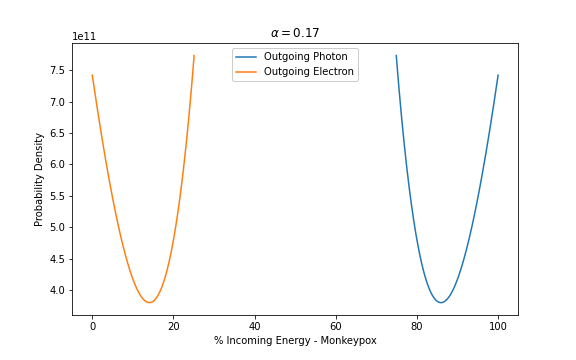 α = 0.17
1e11
Outgoing Photon
Outgoing Electron
7.5
7.0
6.5
6.0
5.5
5.0
4.5
4.0
Probability Density
0 20 40 60 80 100
% Incoming Energy - Monkeypox